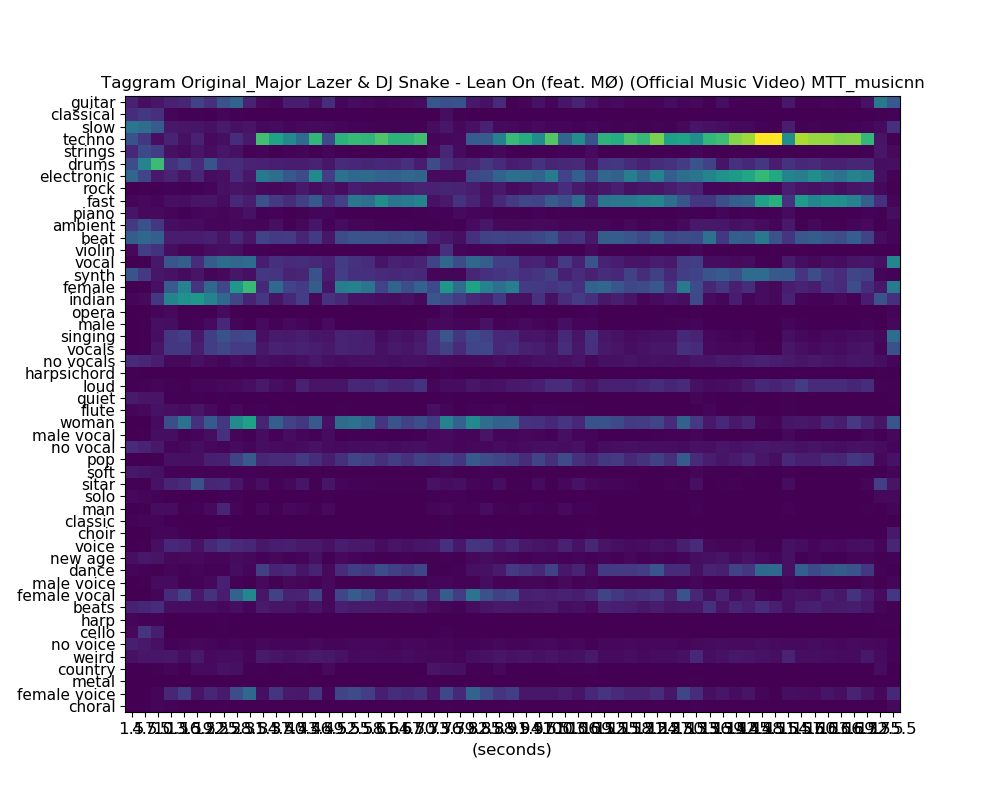 Taggram Original_Major Lazer & DJ Snake - Lean On (feat. MØ) (Official Music Video) MTT_musicnn
guitar
classical
slow
techno
strings
drums
electronic
rock
fast
piano
ambient
beat
violin
vocal
synth
female
indian
opera
male
singing
vocals
no vocals
harpsichord
loud
quiet
flute
woman
male vocal
no vocal
pop
soft
sitar
solo
man
classic
choir
voice
new age
dance
male voice
female vocal
beats
harp
cello
no voice
weird
country
metal
female voice
choral
(seconds)